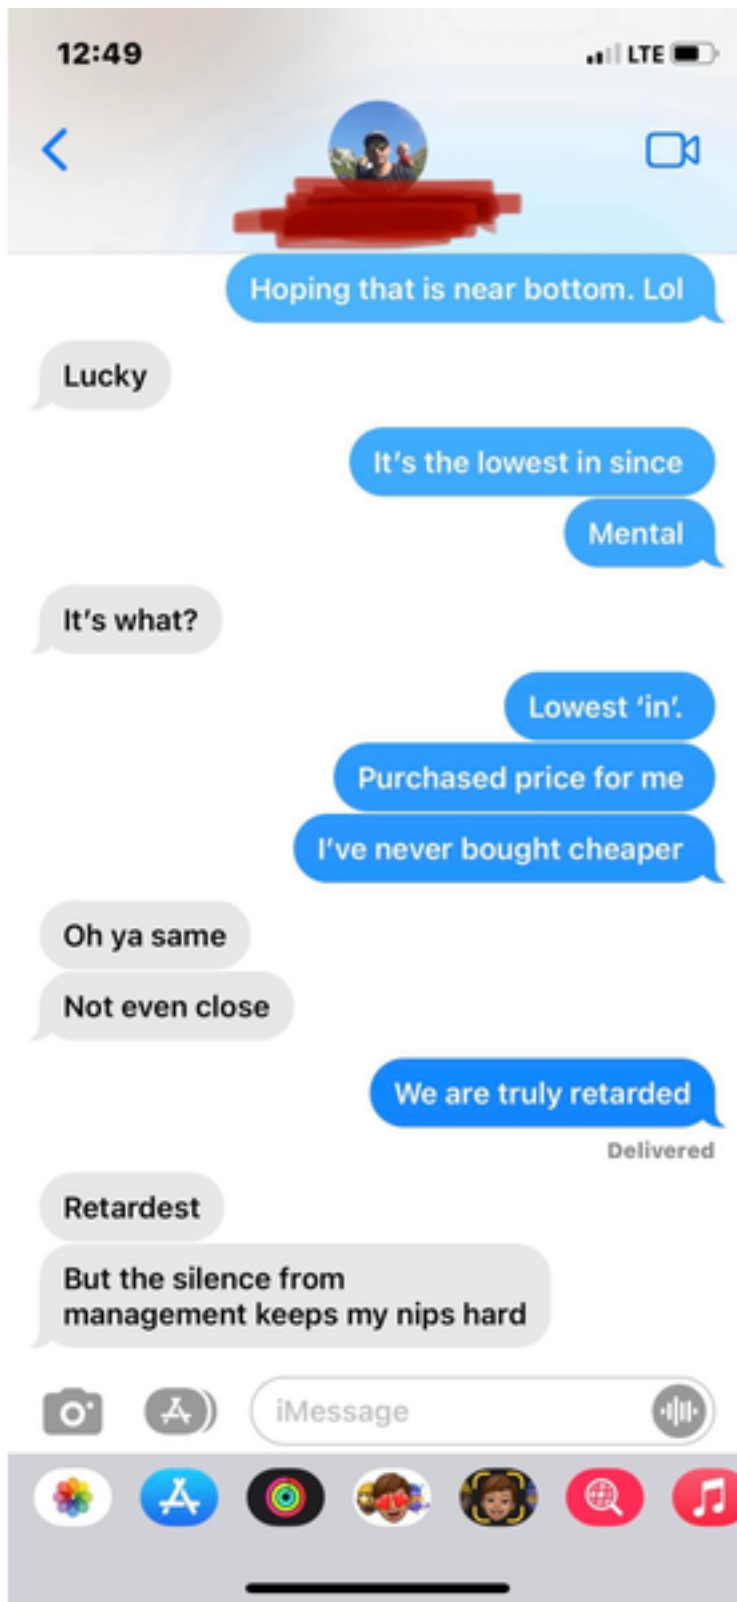 12:49
LTE
Hoping that is near bottom. Lol
Lucky
It's the lowest in since
Mental
It's what?
Lowest ‘in’.
Purchased price for me
I've never bought cheaper
Oh ya same
Not even close
We are truly retarded
Delivered
Retardest
But the silence from
management keeps my nips hard
iMessage